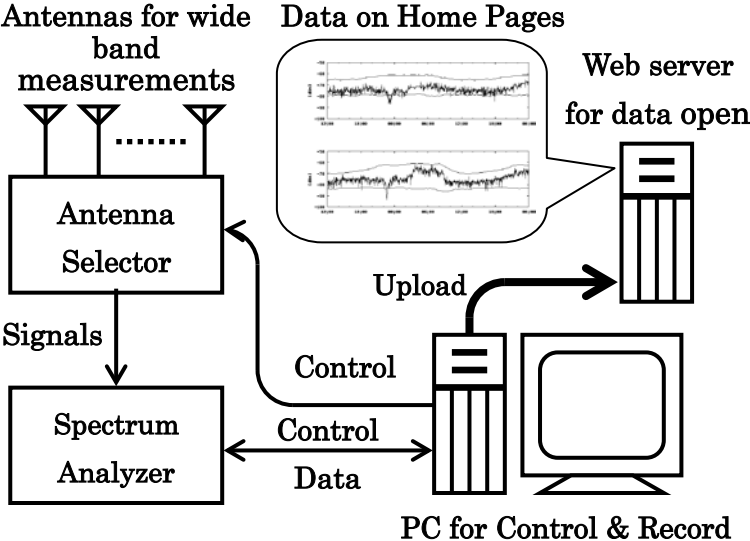 Antennas for wide
band
measurements
Data on Home Pages
Web server
for data open
Antenna
Selector
Upload
Signals
Control
Spectrum
Analyzer
Control
Data
PC for Control & Record